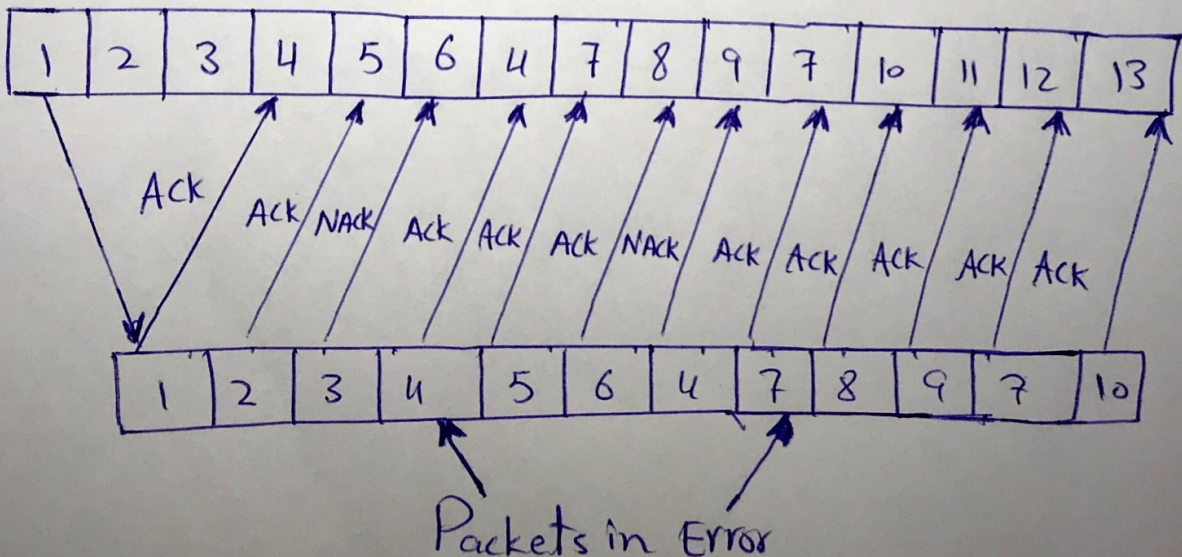 1 2 3 4 5 6 4 7 8 9 7 10 11 12 13
ACK ACK NACK ACK ACK ACK NACK ACK ACK ACK ACK ACK
1 2 3 4 5 6 4 7 8 9 7 10
Packets in Error